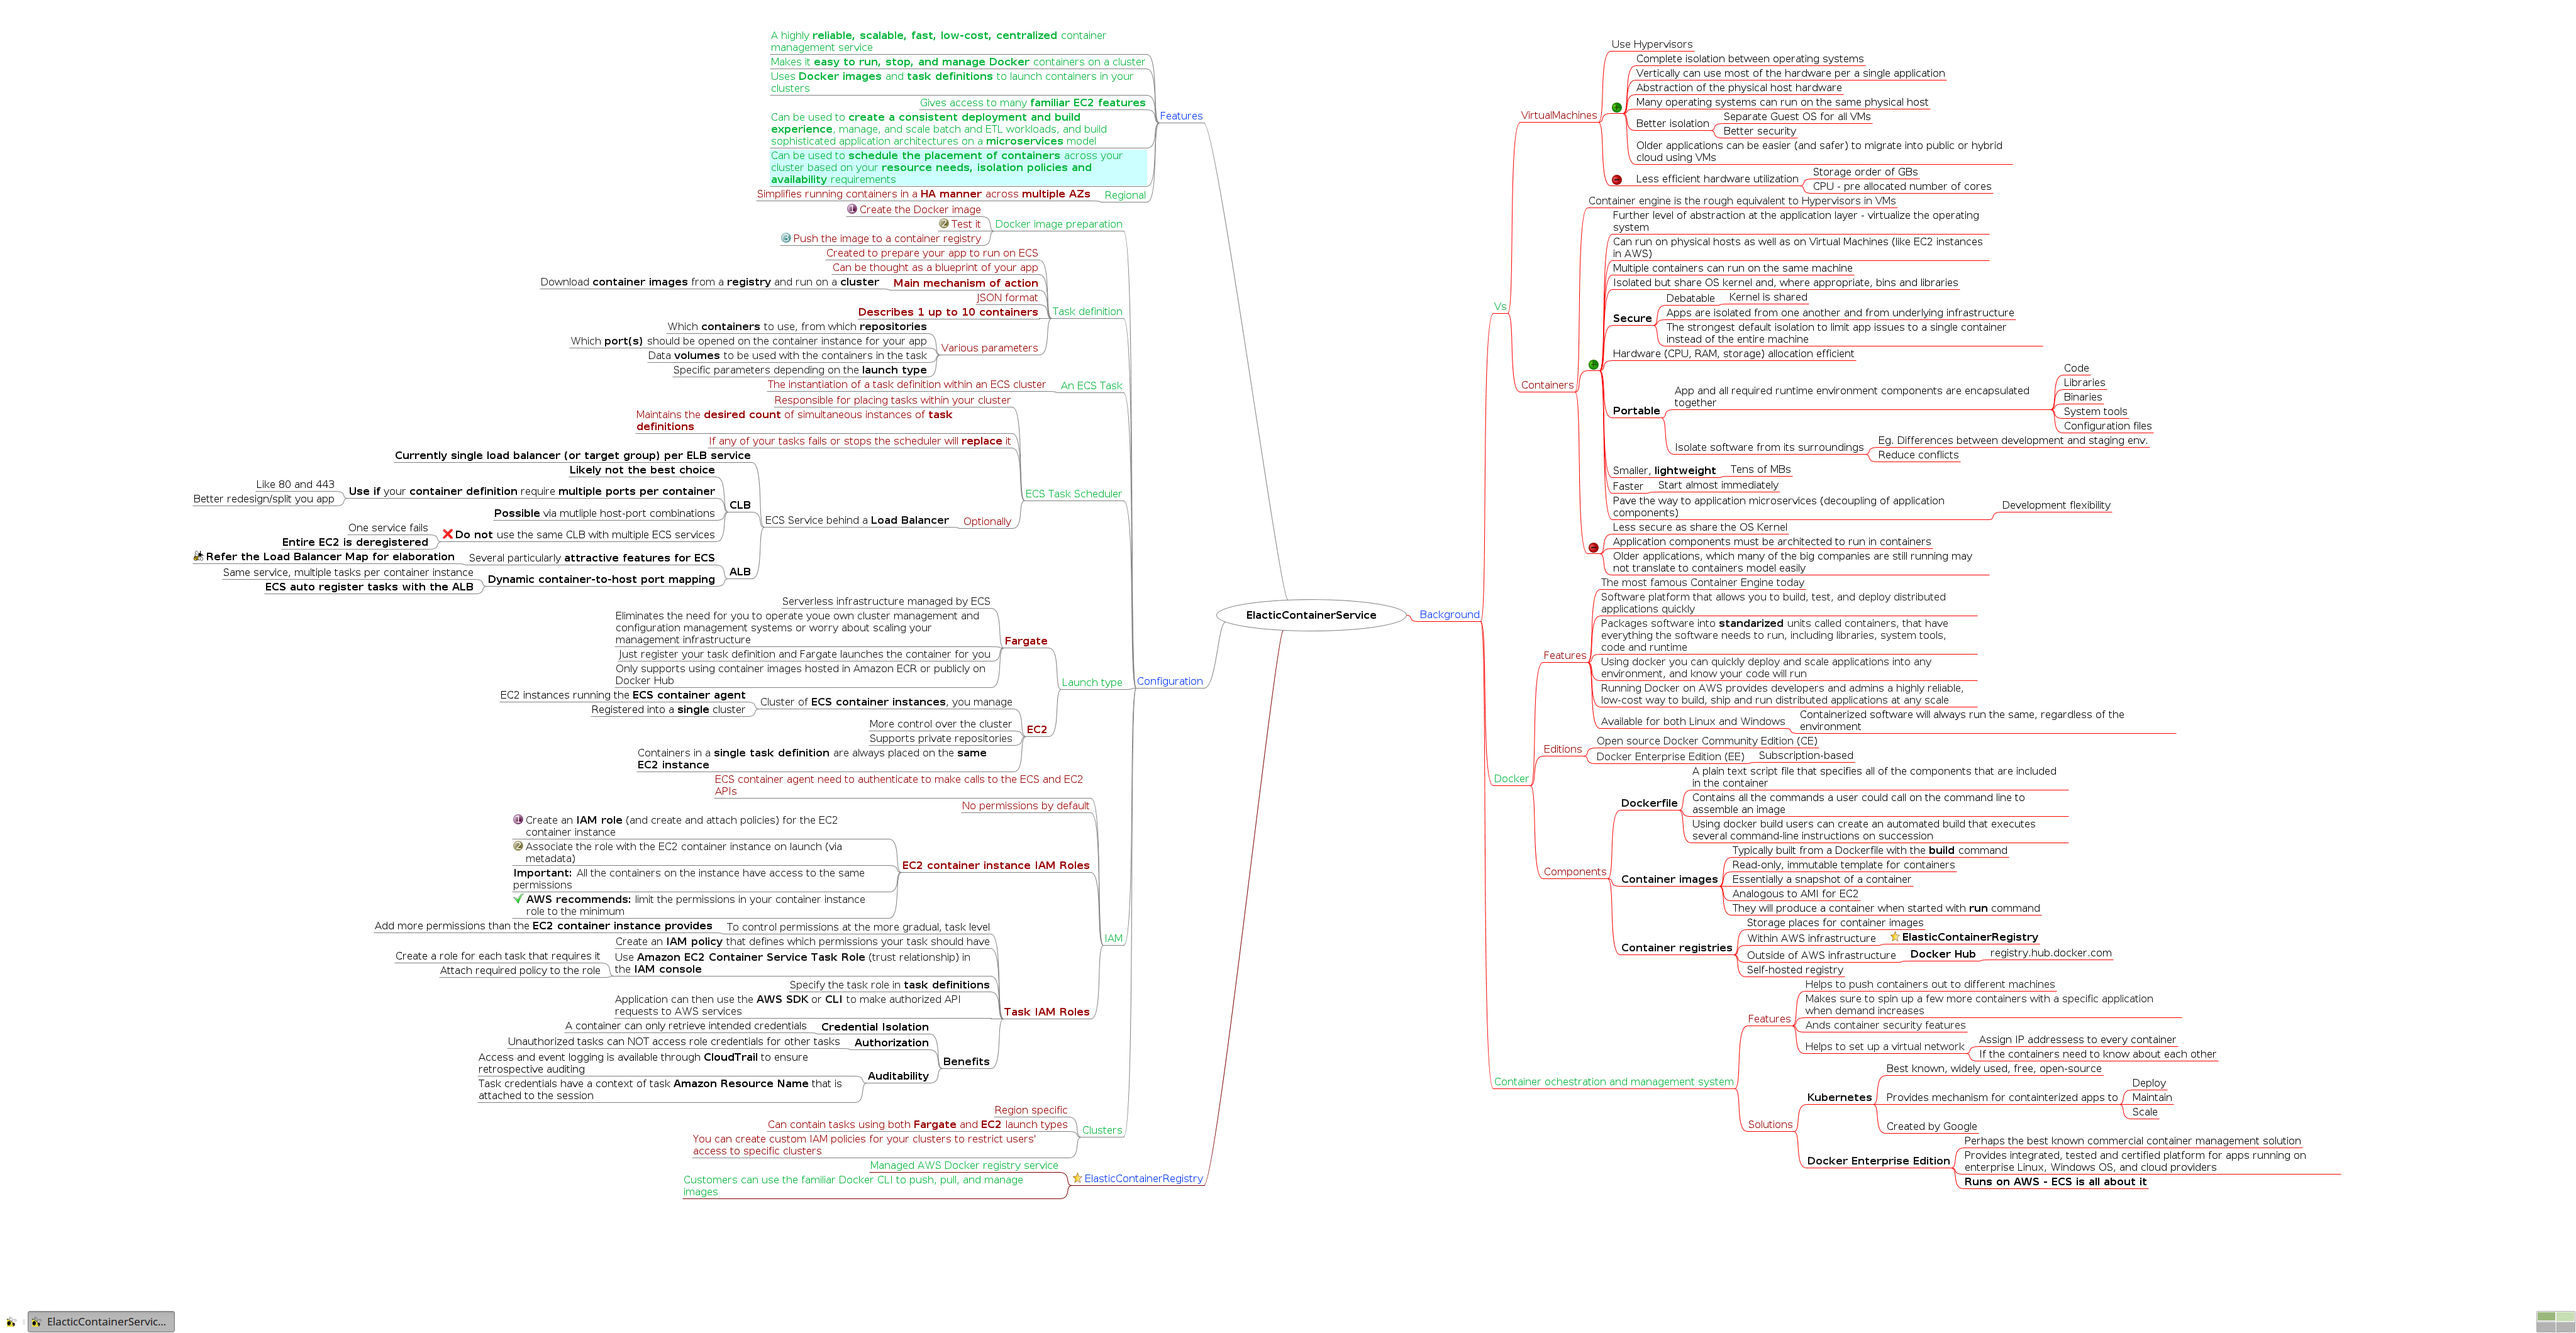 A highly reliable, scalable, fast, low-cost, centralized container
management service
Makes it easy to run, stop, and manage Docker containers on a cluster
Uses Docker images and task definitions to launch containers in your
clusters
Gives access to many familiar EC2 features
Can be used to create a consistent deployment and build
experience, manage, and scale batch and ETL workloads, and build
sophisticated application architectures on a microservices model
Can be used to schedule the placement of containers across your
cluster based on your resource needs, isolation policies and
availability requirements
Simplifies running containers in a HA manner across multiple AZs
Regional
Features
Create the Docker image
Test it
Push the image to a container registry
Docker image preparation
Created to prepare your app to run on ECS
Can be thought as a blueprint of your app
Download container images from a registry and run on a cluster
Main mechanism of action
JSON format
Describes 1 up to 10 containers
Task definition
Which containers to use, from which repositories
Which port(s) should be opened on the container instance for your app
Data volumes to be used with the containers in the task
Specific parameters depending on the launch type
Various parameters
The instantiation of a task definition within an ECS cluster
An ECS Task
Responsible for placing tasks within your cluster
Maintains the desired count of simultaneous instances of task
definitions
If any of your tasks fails or stops the scheduler will replace it
Currently single load balancer (or target group) per ELB service
Likely not the best choice
Like 80 and 443
Better redesign/split you app
Use if your container definition require multiple ports per container
CLB
Possible via mutliple host-port combinations
One service fails
Entire EC2 is deregistered
Do not use the same CLB with multiple ECS services
ECS Service behind a Load Balancer
Optionally
ECS Task Scheduler
Refer the Load Balancer Map for elaboration
Several particularly attractive features for ECS
ALB
Same service, multiple tasks per container instance
ECS auto register tasks with the ALB
Dynamic container-to-host port mapping
Serverless infrastructure managed by ECS
Eliminates the need for you to operate youe own cluster management and
configuration management systems or worry about scaling your
management infrastructure
Just register your task definition and Fargate launches the container for you
Only supports using container images hosted in Amazon ECR or publicly on
Docker Hub
Fargate
Launch type
Configuration
EC2 instances running the ECS container agent
Registered into a single cluster
Cluster of ECS container instances, you manage
More control over the cluster
Supports private repositories
Containers in a single task definition are always placed on the same
EC2 instance
EC2
ECS container agent need to authenticate to make calls to the ECS and EC2
APIs
No permissions by default
Create an IAM role (and create and attach policies) for the EC2
container instance
Associate the role with the EC2 container instance on launch (via
metadata)
Important: All the containers on the instance have access to the same
permissions
AWS recommends: limit the permissions in your container instance
role to the minimum
EC2 container instance IAM Roles
IAM
Add more permissions than the EC2 container instance provides
To control permissions at the more gradual, task level
Create an IAM policy that defines which permissions your task should have
Create a role for each task that requires it
Attach required policy to the role
Use Amazon EC2 Container Service Task Role (trust relationship) in
the IAM console
Specify the task role in task definitions
Application can then use the AWS SDK or CLI to make authorized API
requests to AWS services
Task IAM Roles
A container can only retrieve intended credentials
Credential Isolation
Unauthorized tasks can NOT access role credentials for other tasks
Authorization
Benefits
Access and event logging is available through CloudTrail to ensure
retrospective auditing
Task credentials have a context of task Amazon Resource Name that is
attached to the session
Auditability
Region specific
Can contain tasks using both Fargate and EC2 launch types
You can create custom IAM policies for your clusters to restrict users'
access to specific clusters
Clusters
Managed AWS Docker registry service
Customers can use the familiar Docker CLI to push, pull, and manage
images
ElasticContainerRegistry
ElacticContainerService
Background
Vs
VirtualMachines
Use Hypervisors
Complete isolation between operating systems
Vertically can use most of the hardware per a single application
Abstraction of the physical host hardware
Many operating systems can run on the same physical host
Better isolation
Separate Guest OS for all VMs
Better security
Older applications can be easier (and safer) to migrate into public or hybrid
cloud using VMs
Less efficient hardware utilization
Storage order of GBs
CPU - pre allocated number of cores
Containers
Container engine is the rough equivalent to Hypervisors in VMs
Further level of abstraction at the application layer - virtualize the operating
system
Can run on physical hosts as well as on Virtual Machines (like EC2 instances
in AWS)
Multiple containers can run on the same machine
Isolated but share OS kernel and, where appropriate, bins and libraries
Secure
Debatable
Kernel is shared
Apps are isolated from one another and from underlying infrastructure
The strongest default isolation to limit app issues to a single container
instead of the entire machine
Hardware (CPU, RAM, storage) allocation efficient
Portable
App and all required runtime environment components are encapsulated
together
Code
Libraries
Binaries
System tools
Configuration files
Isolate software from its surroundings
Eg. Differences between development and staging env.
Reduce conflicts
Smaller, lightweight
Tens of MBs
Faster
Start almost immediately
Pave the way to application microservices (decoupling of application
components)
Development flexibility
Less secure as share the OS Kernel
Application components must be architected to run in containers
Older applications, which many of the big companies are still running may
not translate to containers model easily
Docker
Features
The most famous Container Engine today
Software platform that allows you to build, test, and deploy distributed
applications quickly
Packages software into standarized units called containers, that have
everything the software needs to run, including libraries, system tools,
code and runtime
Using docker you can quickly deploy and scale applications into any
environment, and know your code will run
Running Docker on AWS provides developers and admins a highly reliable,
low-cost way to build, ship and run distributed applications at any scale
Available for both Linux and Windows
Containerized software will always run the same, regardless of the
environment
Editions
Open source Docker Community Edition (CE)
Docker Enterprise Edition (EE)
Subscription-based
Components
Dockerfile
A plain text script file that specifies all of the components that are included
in the container
Contains all the commands a user could call on the command line to
assemble an image
Using docker build users can create an automated build that executes
several command-line instructions on succession
Container images
Typically built from a Dockerfile with the build command
Read-only, immutable template for containers
Essentially a snapshot of a container
Analogous to AMI for EC2
They will produce a container when started with run command
Container registries
Storage places for container images
Within AWS infrastructure
ElasticContainerRegistry
Outside of AWS infrastructure
Docker Hub
registry.hub.docker.com
Self-hosted registry
Container ochestration and management system
Features
Helps to push containers out to different machines
Makes sure to spin up a few more containers with a specific application
when demand increases
Ands container security features
Helps to set up a virtual network
Assign IP addressess to every container
If the containers need to know about each other
Solutions
Kubernetes
Best known, widely used, free, open-source
Provides mechanism for containterized apps to
Deploy
Maintain
Scale
Created by Google
Docker Enterprise Edition
Perhaps the best known commercial container management solution
Provides integrated, tested and certified platform for apps running on
enterprise Linux, Windows OS, and cloud providers
Runs on AWS - ECS is all about it
ElacticContainerServic...